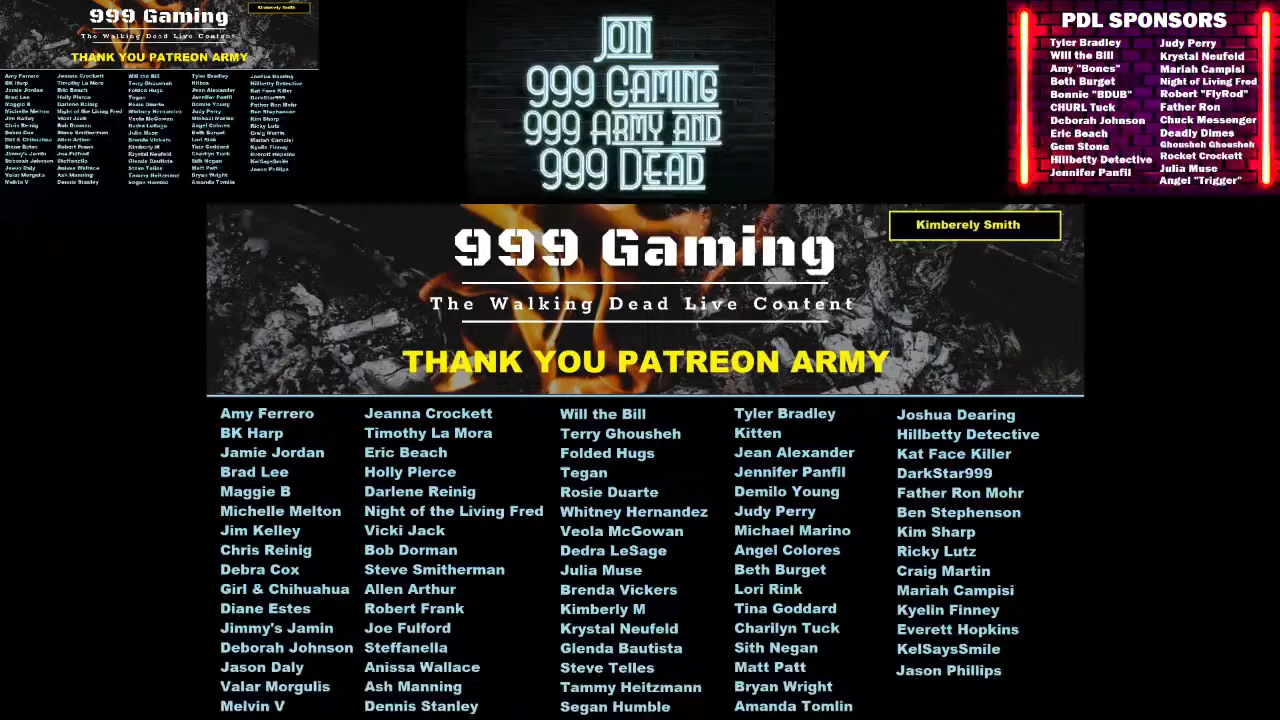 999 Gaming
Kimberely Smith
The Walking Dead Live Content
THANK YOU PATREON ARMY
JOIN
999 GAMING
999 ARMY AND
999 DEAD
PDL SPONSORS
Tyler Bradley
Will the Bill
Amy "Bones"
Beth Burget
Bonnie "BDUB"
CHURL Tuck
Deborah Johnson
Eric Beach
Gem Stone
Hillbetty Detective
Jennifer Panfil
Judy Perry
Krystal Neufeld
Mariah Campisi
Night of Living Fred
Robert "FlyRod"
Father Ron
Chuck Messenger
Deadly Dimes
Ghousheh Ghousheh
Rocket Crockett
Julia Muse
Angel "Trigger"
999 Gaming
Kimberely Smith
The Walking Dead Live Content
THANK YOU PATREON ARMY
Amy Ferrero
BK Harp
Jamie Jordan
Brad Lee
Maggie B
Michelle Melton
Jim Kelley
Chris Reinig
Debra Cox
Girl & Chihuahua
Diane Estes
Jimmy's Jamin
Deborah Johnson
Jason Daly
Valar Morgulis
Melvin V
Jeanna Crockett
Timothy La Mora
Eric Beach
Holly Pierce
Darlene Reinig
Night of the Living Fred
Vicki Jack
Bob Dorman
Steve Smitherman
Allen Arthur
Robert Frank
Joe Fulford
Steffanella
Anissa Wallace
Ash Manning
Dennis Stanley
Will the Bill
Terry Ghousheh
Folded Hugs
Tegan
Rosie Duarte
Whitney Hernandez
Veola McGowan
Dedra LeSage
Julia Muse
Brenda Vickers
Kimberly M
Krystal Neufeld
Glenda Bautista
Steve Telles
Tammy Heitzmann
Segan Humble
Tyler Bradley
Kitten
Jean Alexander
Jennifer Panfil
Demilo Young
Judy Perry
Michael Marino
Angel Colores
Beth Burget
Lori Rink
Tina Goddard
Charilyn Tuck
Sith Negan
Matt Patt
Bryan Wright
Amanda Tomlin
Joshua Dearing
Hillbetty Detective
Kat Face Killer
DarkStar999
Father Ron Mohr
Ben Stephenson
Kim Sharp
Ricky Lutz
Craig Martin
Mariah Campisi
Kyelin Finney
Everett Hopkins
KelSaysSmile
Jason Phillips